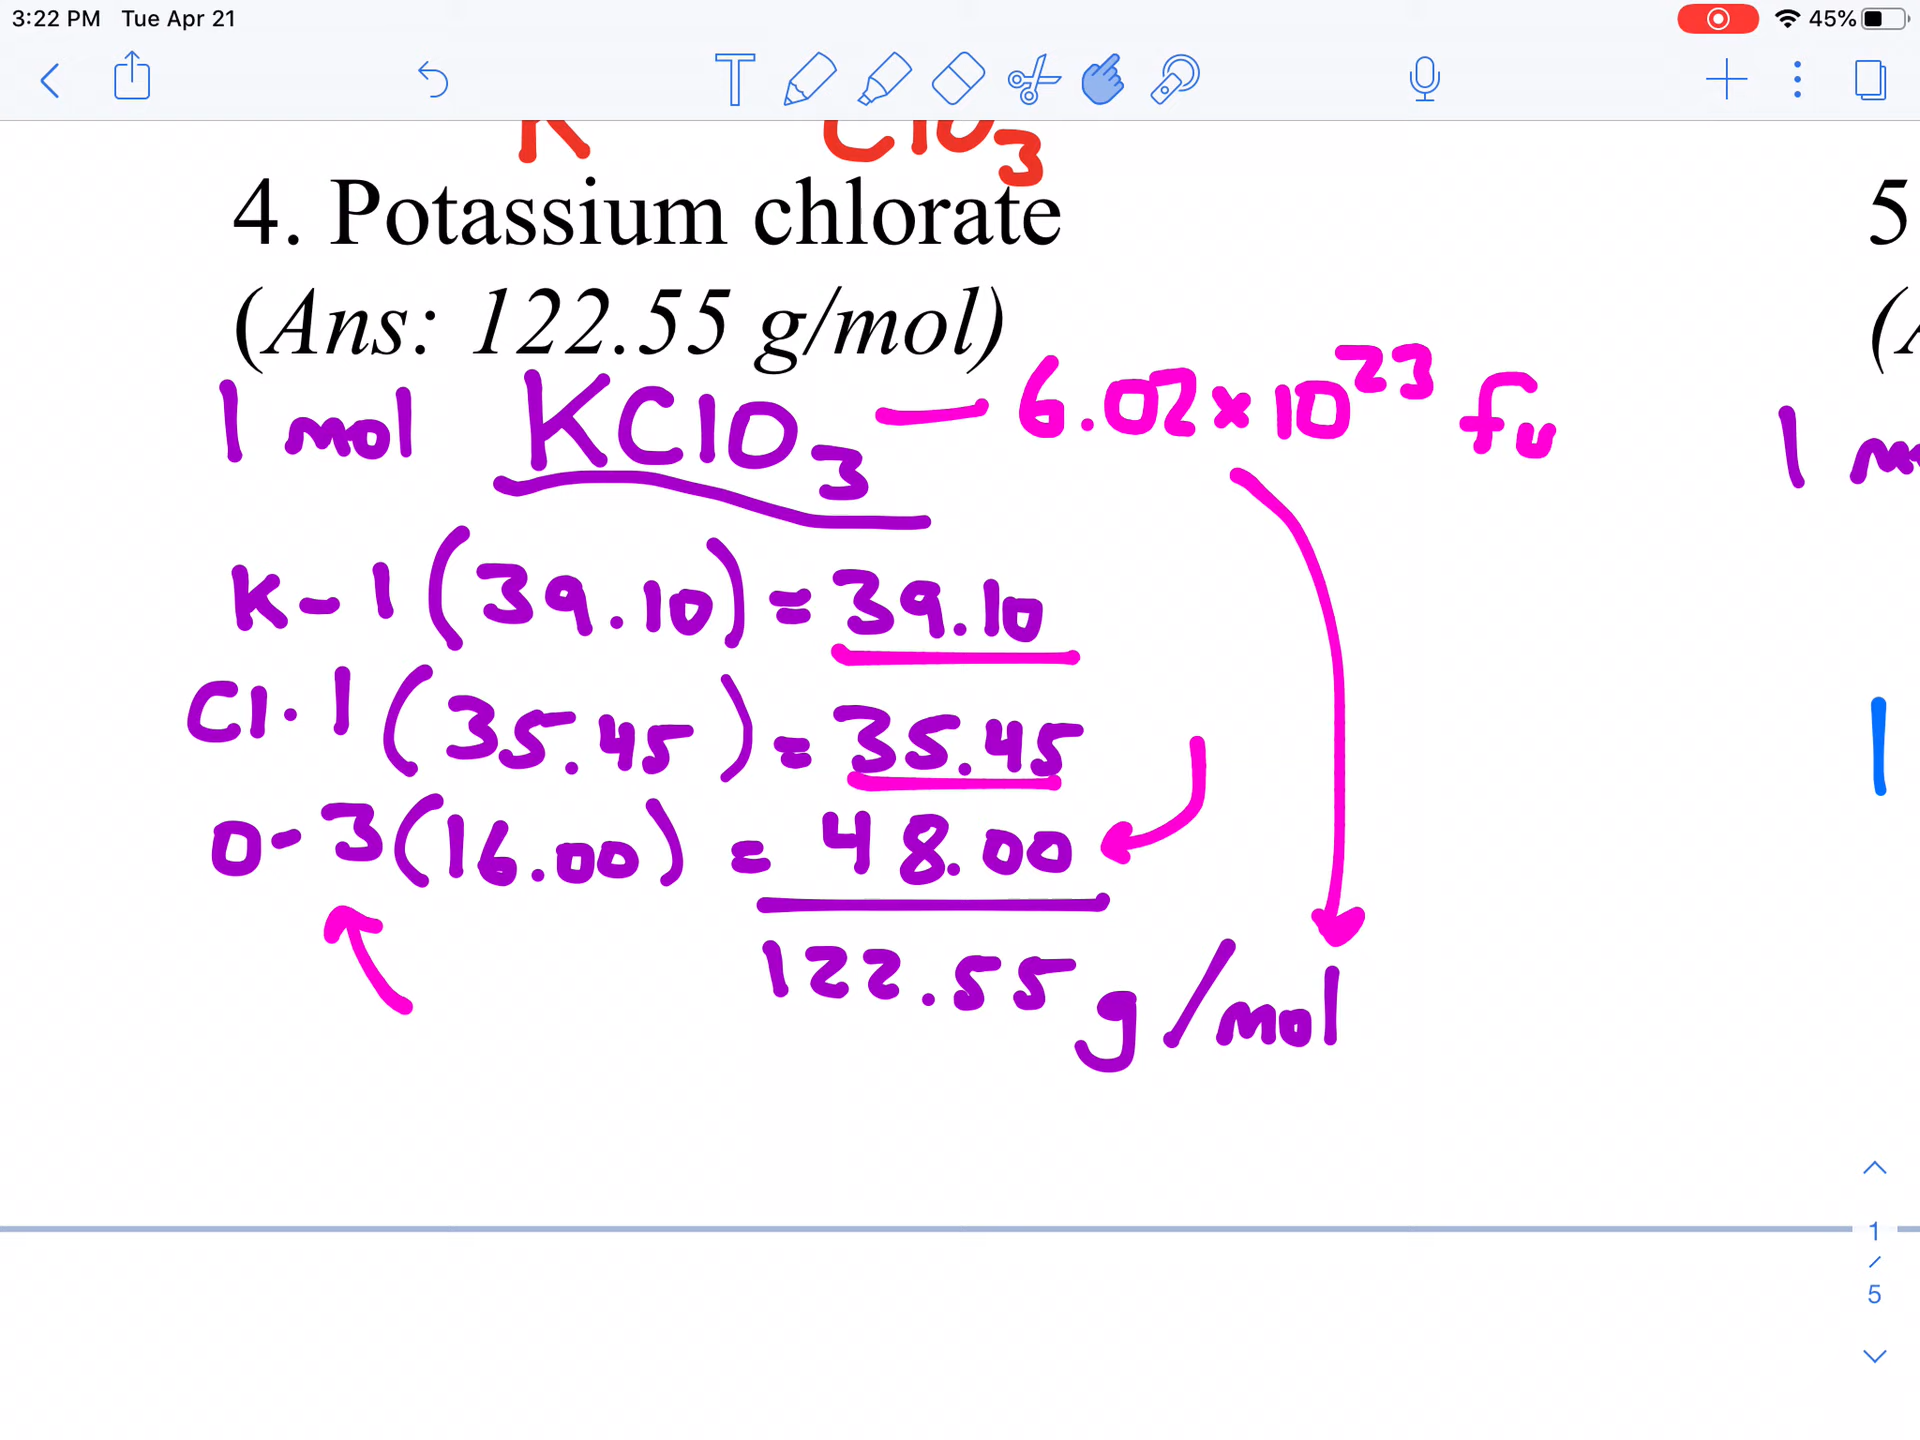 3:22 PM Tue Apr 21 45%
K ClO3
4. Potassium chlorate 5
(Ans: 122.55 g/mol) (A
1 mol KClO3 — 6.02×10^23 fu 1 m
K - 1 (39.10) = 39.10
Cl · 1 (35.45) = 35.45
O - 3 (16.00) = 48.00
122.55 g/mol
1
/
5